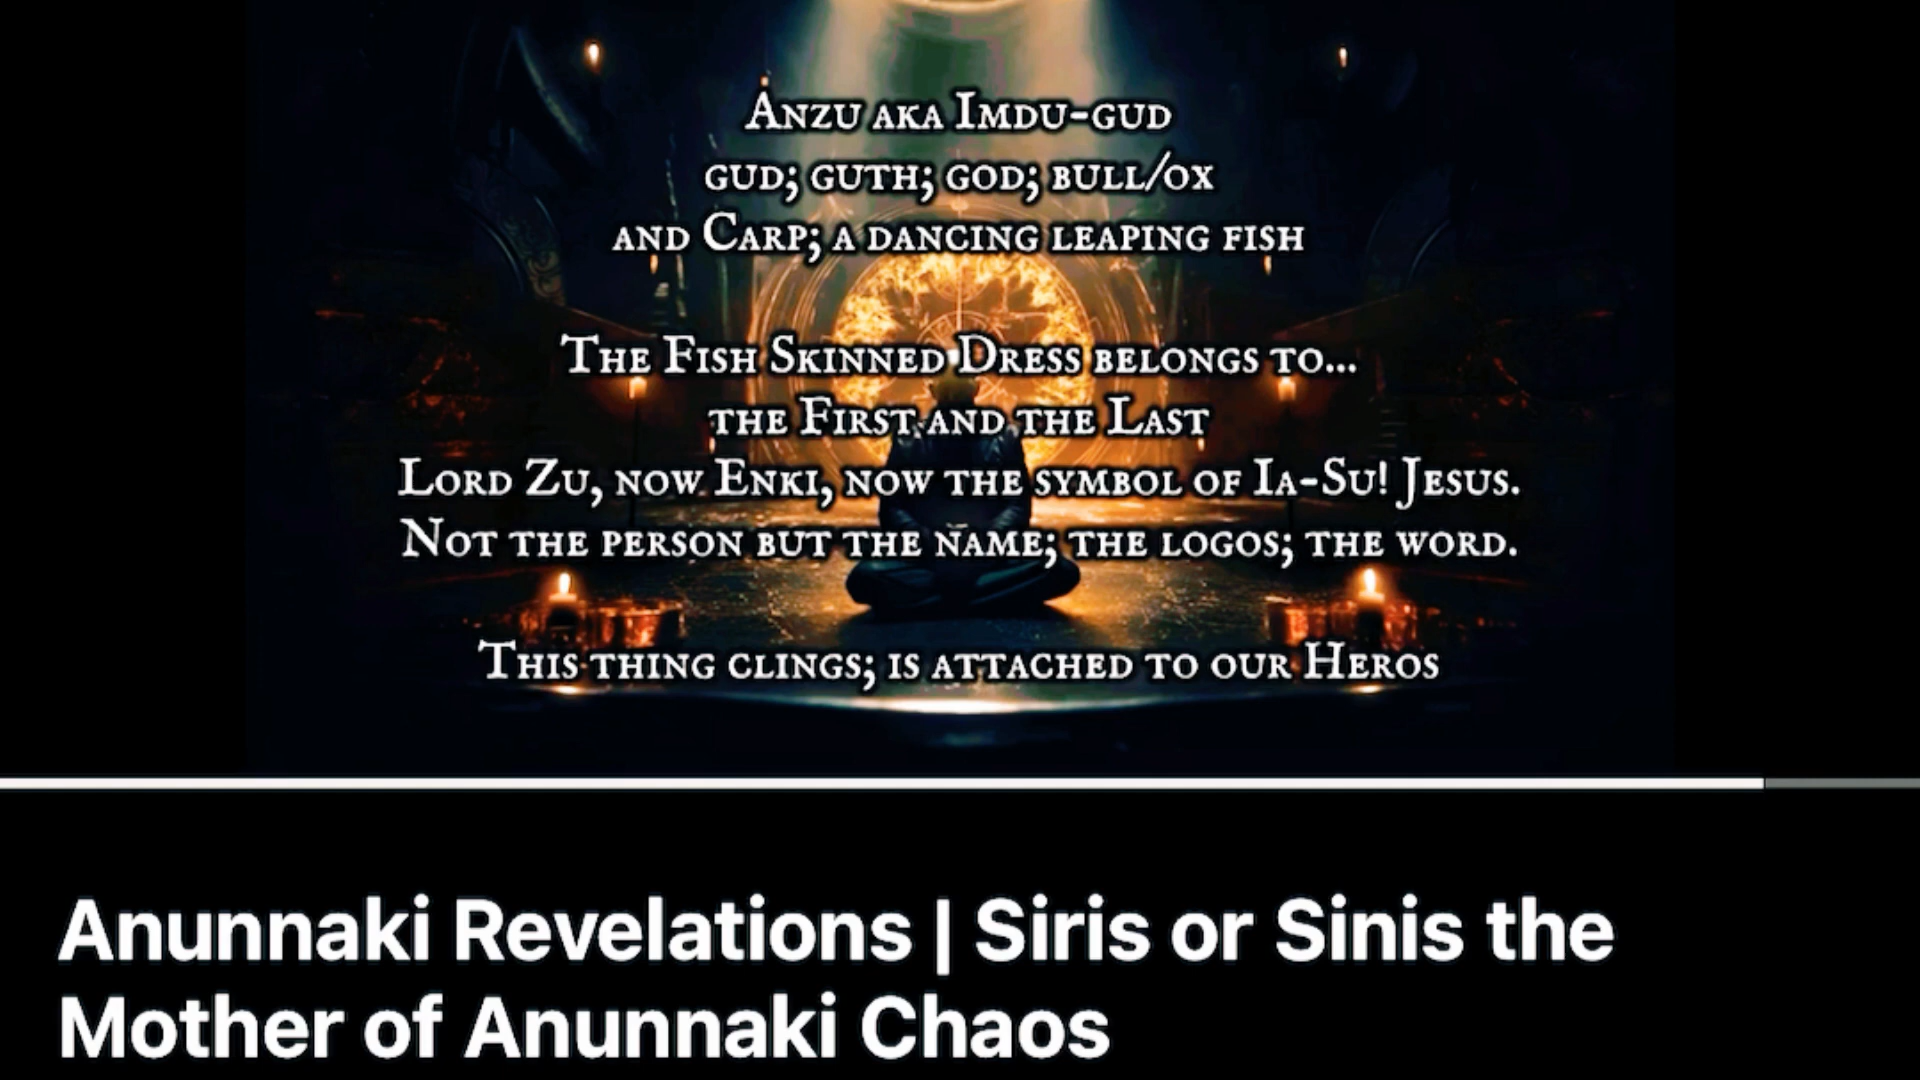 Anzu aka Imdu-gud
gud; guth; god; bull/ox
and Carp; a dancing leaping fish
The Fish Skinned Dress belongs to...
the First and the Last
Lord Zu, now Enki, now the symbol of Ia-Su! Jesus.
Not the person but the name; the logos; the word.
This thing clings; is attached to our Heros
Anunnaki Revelations | Siris or Sinis the
Mother of Anunnaki Chaos